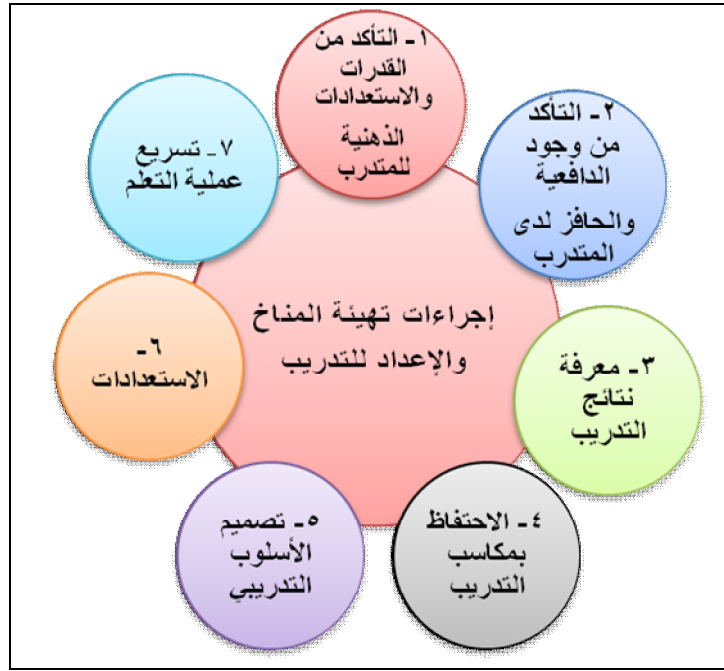 إجراءات تهيئة المناخ
والإعداد للتدريب
١- التأكد من
القدرات
والاستعدادات
الذهنية
للمتدرب
٢- التأكد
من وجود
الدافعية
والحافز لدى
المتدرب
٣- معرفة
نتائج
التدريب
٤- الاحتفاظ
بمكاسب
التدريب
٥- تصميم
الأسلوب
التدريبي
٦-
الاستعدادات
٧- تسريع
عملية التعلم